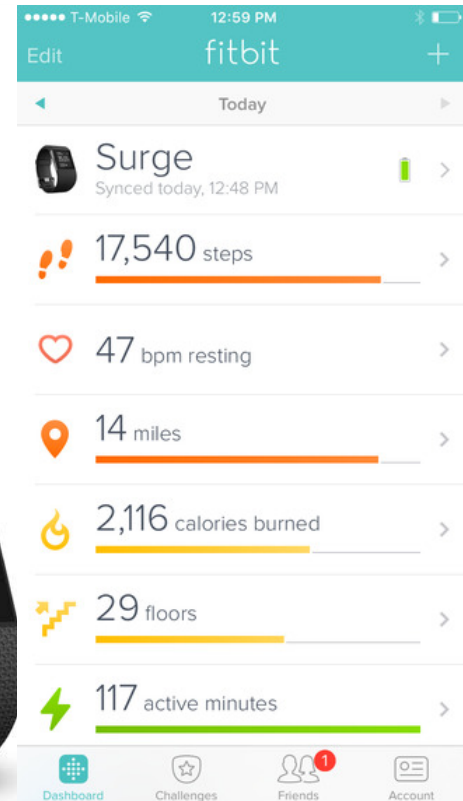 T-Mobile 12:59 PM
Edit fitbit +
Today
Surge
Synced today, 12:48 PM
17,540 steps
47 bpm resting
14 miles
2,116 calories burned
29 floors
117 active minutes
1
Dashboard Challenges Friends Account